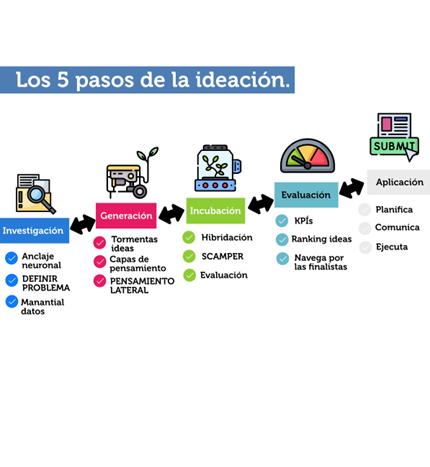 Los 5 pasos de la ideación.
SUBMIT
Investigación
Anclaje
neuronal
DEFINIR
PROBLEMA
Manantial
datos
Generación
Tormentas
ideas
Capas de
pensamiento
PENSAMIENTO
LATERAL
Incubación
Hibridación
SCAMPER
Evaluación
Evaluación
KPÍs
Ranking ideas
Navega por
las finalistas
Aplicación
Planifica
Comunica
Ejecuta